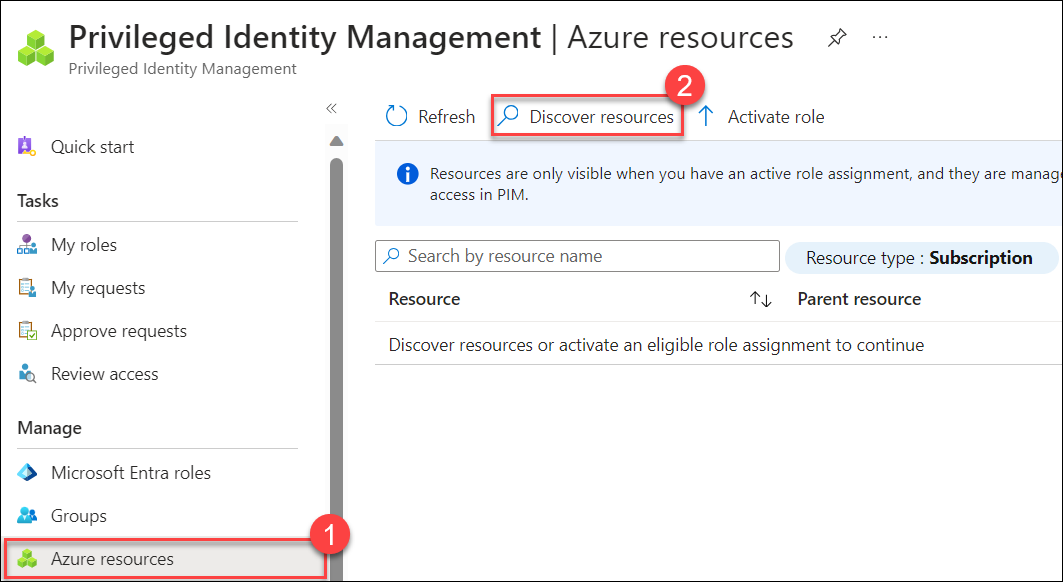 Privileged Identity Management | Azure resources
Privileged Identity Management
Quick start
Tasks
My roles
My requests
Approve requests
Review access
Manage
Microsoft Entra roles
Groups
Azure resources
1
Refresh
Discover resources
2
Activate role
Resources are only visible when you have an active role assignment, and they are manag
access in PIM.
Search by resource name
Resource type : Subscription
Resource
Parent resource
Discover resources or activate an eligible role assignment to continue